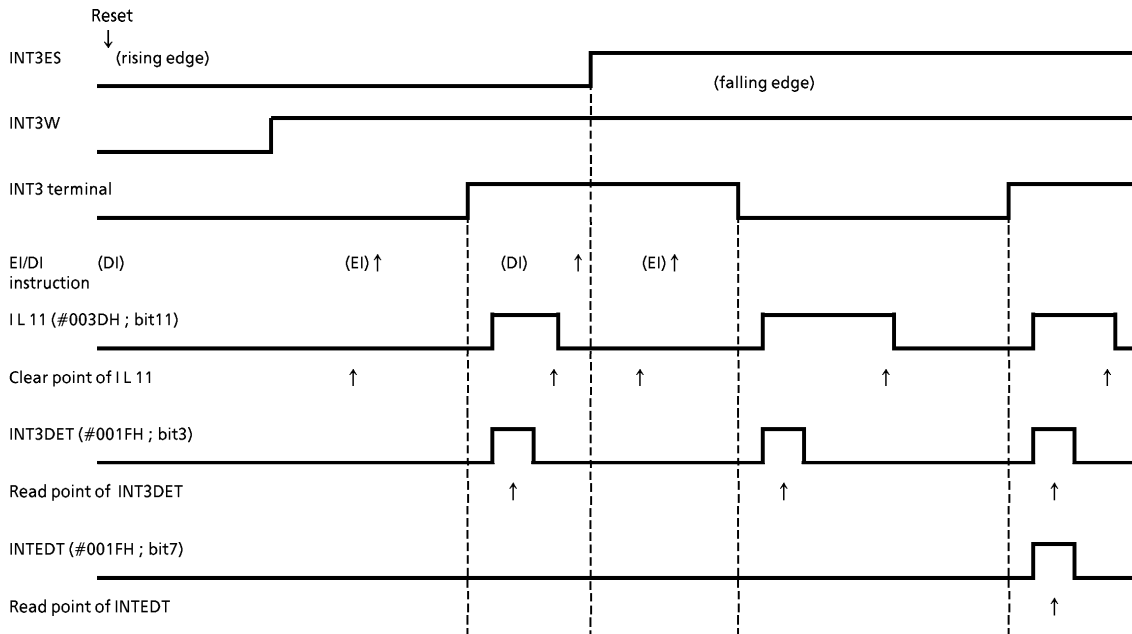 Reset
INT3ES (rising edge)
(falling edge)
INT3W
INT3 terminal
EI/DI (DI) (EI) (DI) (EI)
instruction
I L 11 (#003DH ; bit11)
Clear point of I L 11
INT3DET (#001FH ; bit3)
Read point of INT3DET
INTEDT (#001FH ; bit7)
Read point of INTEDT